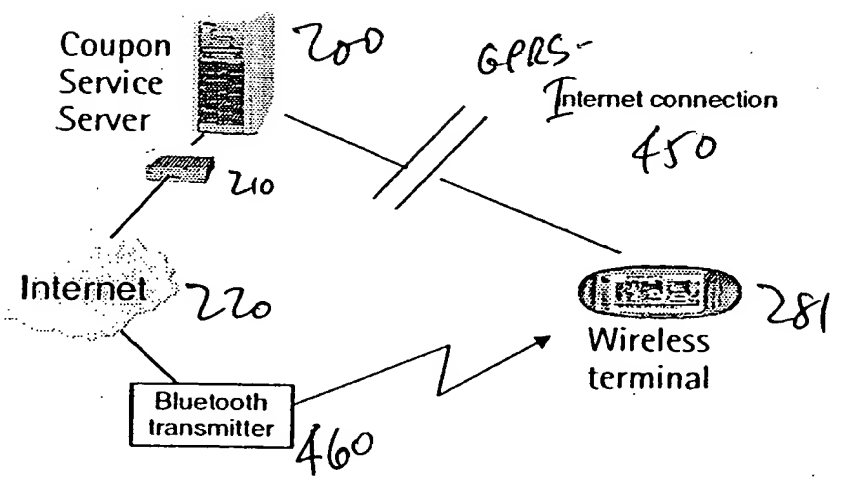 Coupon
Service
Server
200
GPRS-
Internet connection
450
210
Internet
220
281
Wireless
terminal
Bluetooth
transmitter
460